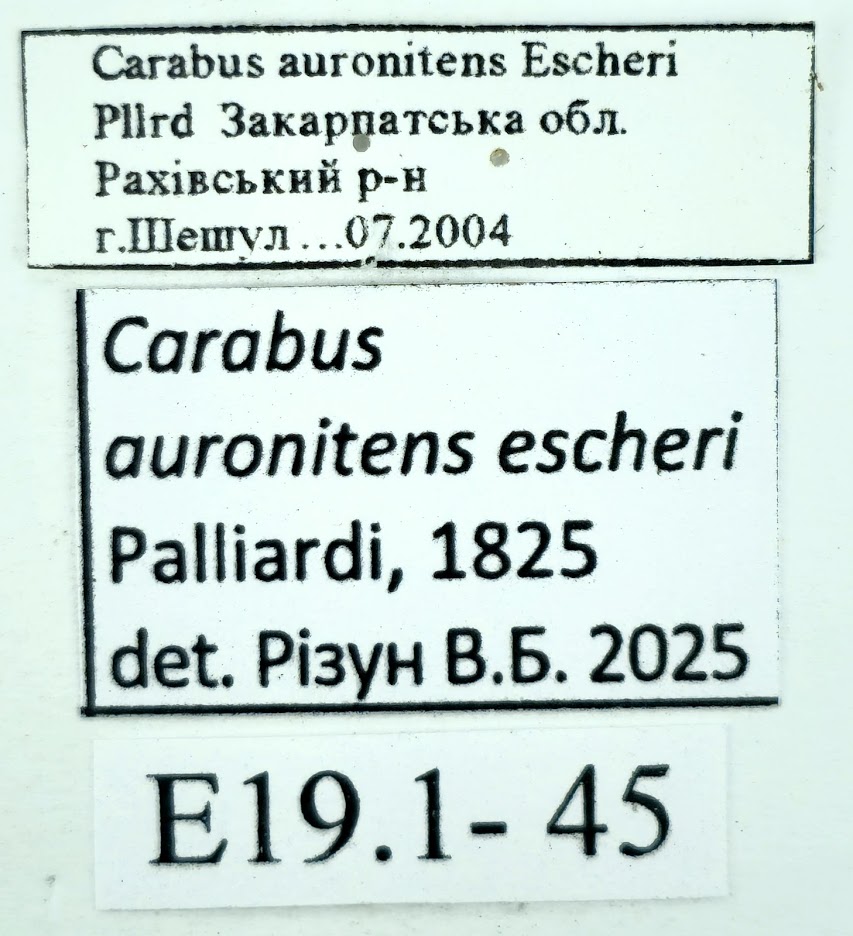 Carabus auronitens Escheri
Pllrd Закарпатська обл.
Рахівський р-н
г.Шешул ...07.2004
Carabus
auronitens escheri
Palliardi, 1825
det. Різун В.Б. 2025
E19.1- 45